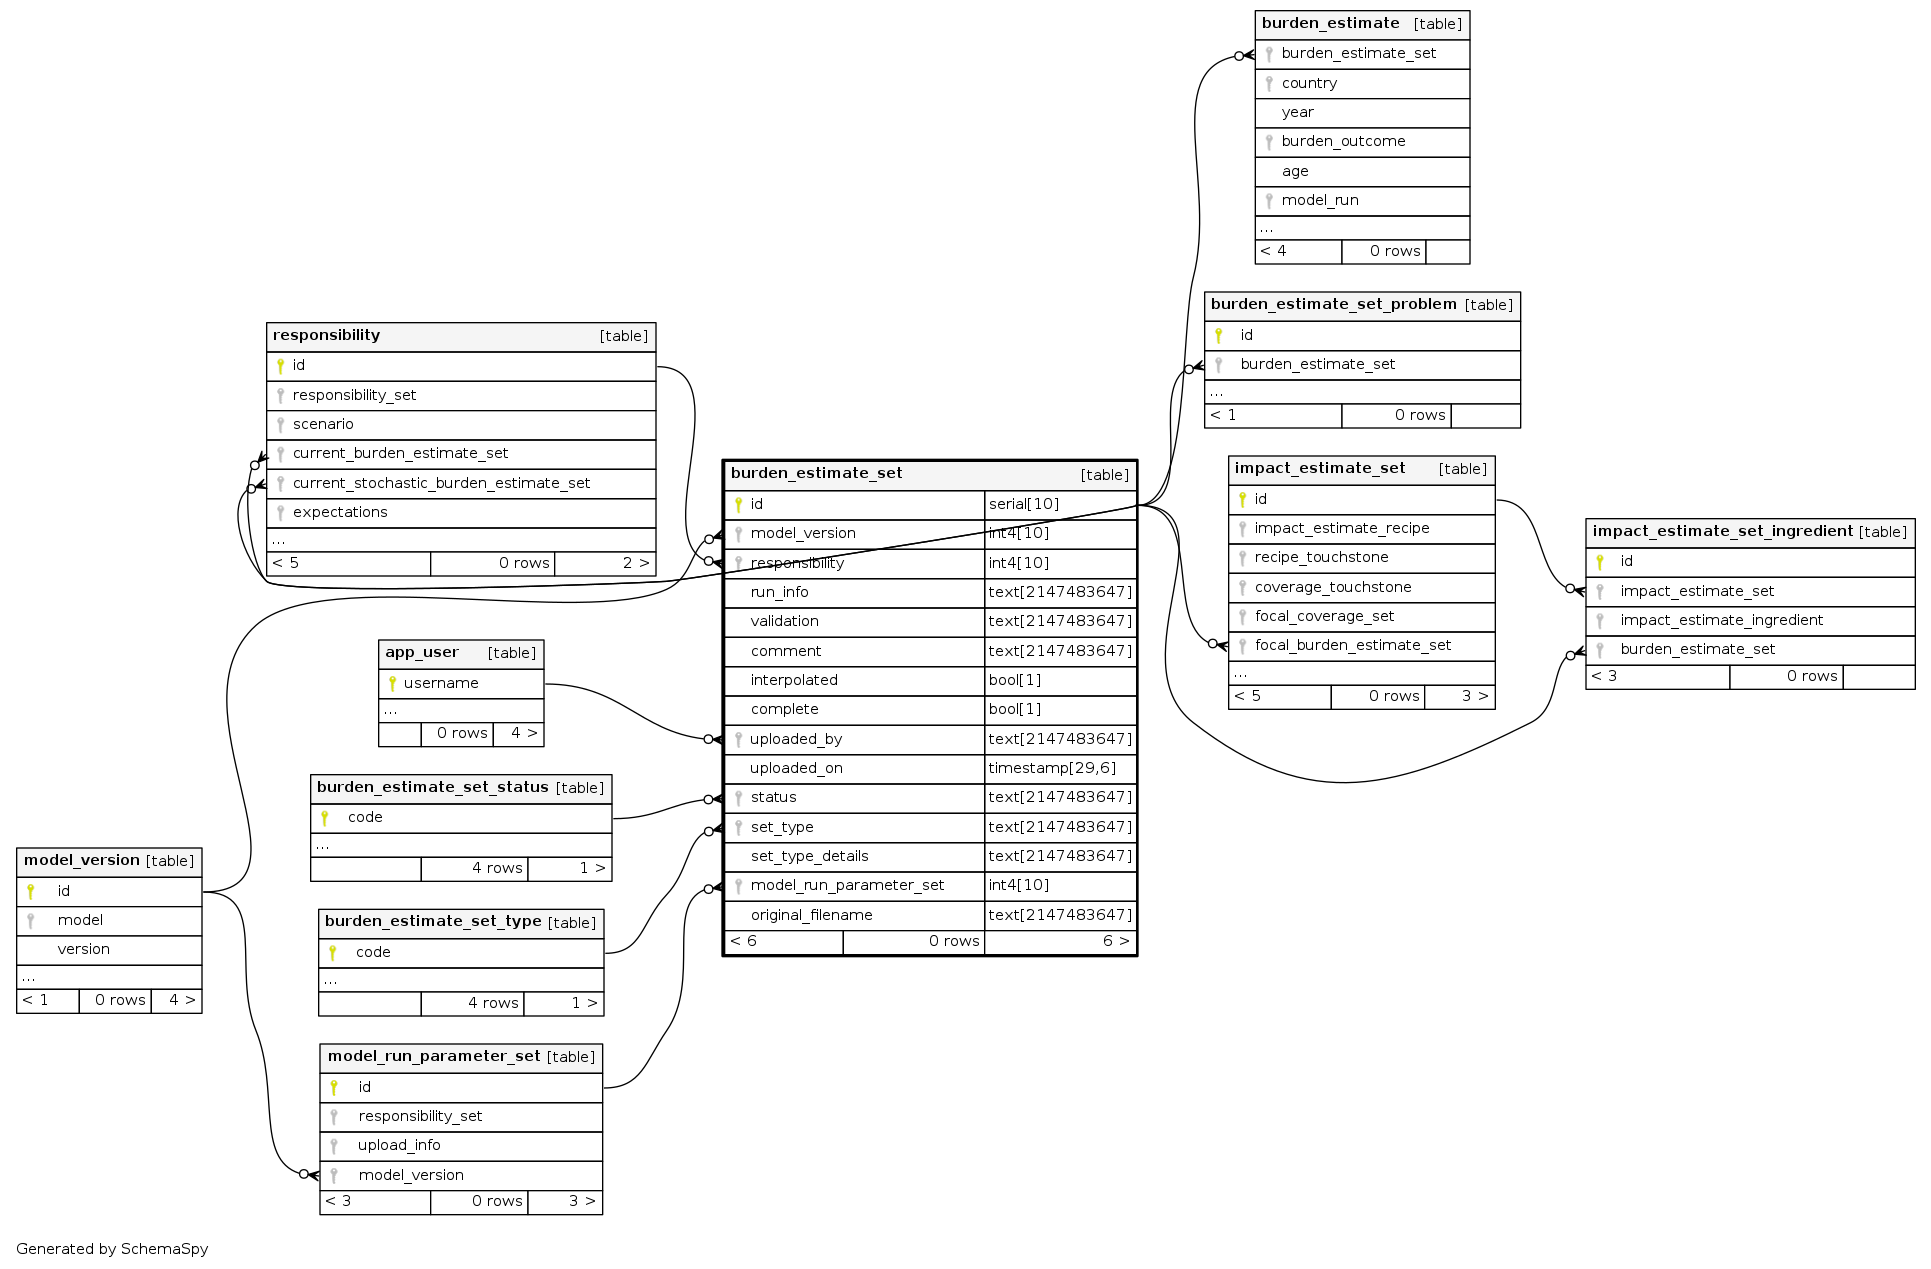 burden_estimate [table]
burden_estimate_set
country
year
burden_outcome
age
model_run
...
< 4 0 rows
burden_estimate_set_problem [table]
id
burden_estimate_set
...
< 1 0 rows
responsibility [table]
id
responsibility_set
scenario
current_burden_estimate_set
current_stochastic_burden_estimate_set
expectations
...
< 5 0 rows 2 >
burden_estimate_set [table]
id serial[10]
model_version int4[10]
responsibility int4[10]
run_info text[2147483647]
validation text[2147483647]
comment text[2147483647]
interpolated bool[1]
complete bool[1]
uploaded_by text[2147483647]
uploaded_on timestamp[29,6]
status text[2147483647]
set_type text[2147483647]
set_type_details text[2147483647]
model_run_parameter_set int4[10]
original_filename text[2147483647]
< 6 0 rows 6 >
impact_estimate_set [table]
id
impact_estimate_recipe
recipe_touchstone
coverage_touchstone
focal_coverage_set
focal_burden_estimate_set
...
< 5 0 rows 3 >
impact_estimate_set_ingredient [table]
id
impact_estimate_set
impact_estimate_ingredient
burden_estimate_set
< 3 0 rows
app_user [table]
username
...
0 rows 4 >
burden_estimate_set_status [table]
code
...
4 rows 1 >
model_version [table]
id
model
version
...
< 1 0 rows 4 >
burden_estimate_set_type [table]
code
...
4 rows 1 >
model_run_parameter_set [table]
id
responsibility_set
upload_info
model_version
< 3 0 rows 3 >
Generated by SchemaSpy